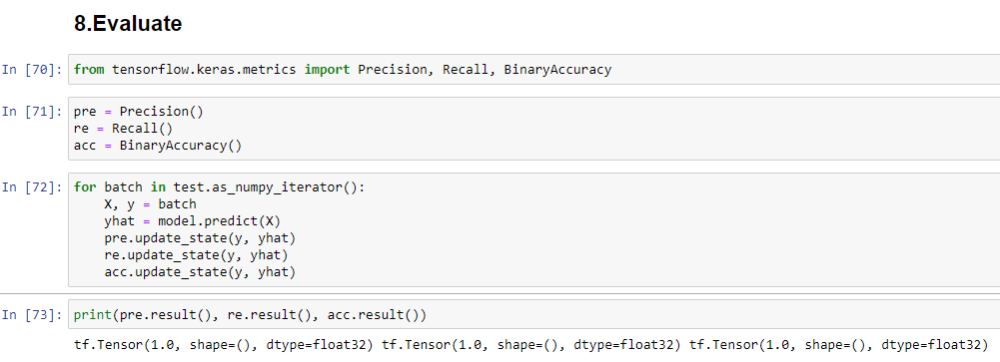 8.Evaluate
In [70]: from tensorflow.keras.metrics import Precision, Recall, BinaryAccuracy
In [71]: pre = Precision()
re = Recall()
acc = BinaryAccuracy()
In [72]: for batch in test.as_numpy_iterator():
    X, y = batch
    yhat = model.predict(X)
    pre.update_state(y, yhat)
    re.update_state(y, yhat)
    acc.update_state(y, yhat)
In [73]: print(pre.result(), re.result(), acc.result())
tf.Tensor(1.0, shape=(), dtype=float32) tf.Tensor(1.0, shape=(), dtype=float32) tf.Tensor(1.0, shape=(), dtype=float32)